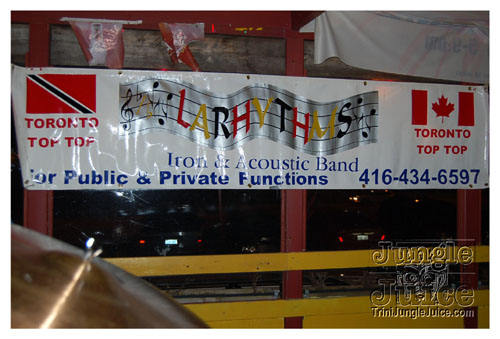 TORONTO
TOP TOP
LARHYTHMS
TORONTO
TOP TOP
Iron & Acoustic Band
for Public & Private Functions 416-434-6597
Jungle
Juice
TriniJungleJuice.com